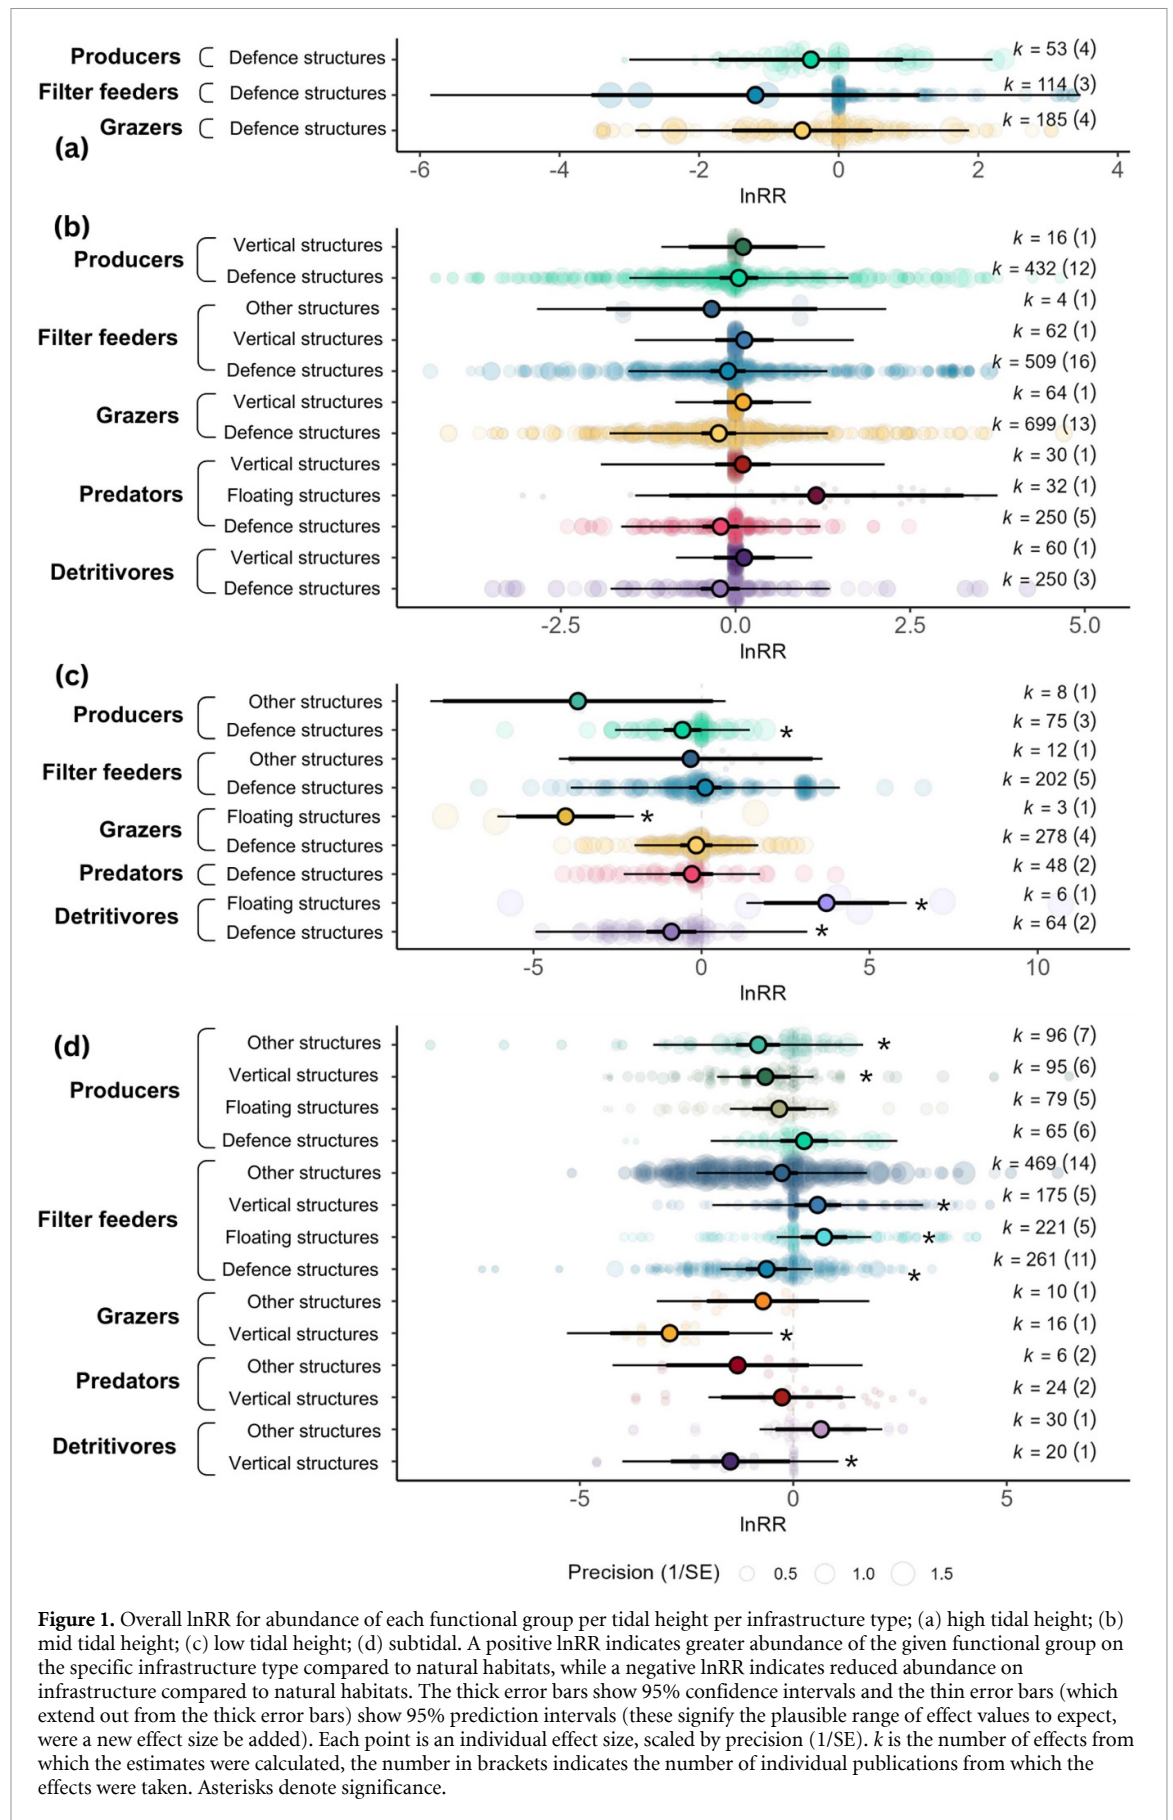 Producers Defence structures k = 53 (4)
Filter feeders Defence structures k = 114 (3)
Grazers Defence structures k = 185 (4)
(a)
-6 -4 -2 0 2 4
lnRR
(b)
Vertical structures k = 16 (1)
Producers
Defence structures k = 432 (12)
Other structures k = 4 (1)
Filter feeders Vertical structures k = 62 (1)
Defence structures k = 509 (16)
Vertical structures k = 64 (1)
Grazers
Defence structures k = 699 (13)
Vertical structures k = 30 (1)
Predators Floating structures k = 32 (1)
Defence structures k = 250 (5)
Vertical structures k = 60 (1)
Detritivores
Defence structures k = 250 (3)
-2.5 0.0 2.5 5.0
lnRR
(c)
Other structures k = 8 (1)
Producers
Defence structures * k = 75 (3)
Other structures k = 12 (1)
Filter feeders
Defence structures k = 202 (5)
Floating structures * k = 3 (1)
Grazers
Defence structures k = 278 (4)
Predators Defence structures k = 48 (2)
Floating structures * k = 6 (1)
Detritivores
Defence structures * k = 64 (2)
-5 0 5 10
lnRR
(d)
Other structures * k = 96 (7)
Vertical structures * k = 95 (6)
Producers
Floating structures k = 79 (5)
Defence structures k = 65 (6)
Other structures k = 469 (14)
Vertical structures * k = 175 (5)
Filter feeders
Floating structures * k = 221 (5)
Defence structures * k = 261 (11)
Other structures k = 10 (1)
Grazers
Vertical structures * k = 16 (1)
Other structures k = 6 (2)
Predators
Vertical structures k = 24 (2)
Other structures k = 30 (1)
Detritivores
Vertical structures * k = 20 (1)
-5 0 5
lnRR
Precision (1/SE) 0.5 1.0 1.5
Figure 1. Overall lnRR for abundance of each functional group per tidal height per infrastructure type; (a) high tidal height; (b)
mid tidal height; (c) low tidal height; (d) subtidal. A positive lnRR indicates greater abundance of the given functional group on
the specific infrastructure type compared to natural habitats, while a negative lnRR indicates reduced abundance on
infrastructure compared to natural habitats. The thick error bars show 95% confidence intervals and the thin error bars (which
extend out from the thick error bars) show 95% prediction intervals (these signify the plausible range of effect values to expect,
were a new effect size be added). Each point is an individual effect size, scaled by precision (1/SE). k is the number of effects from
which the estimates were calculated, the number in brackets indicates the number of individual publications from which the
effects were taken. Asterisks denote significance.